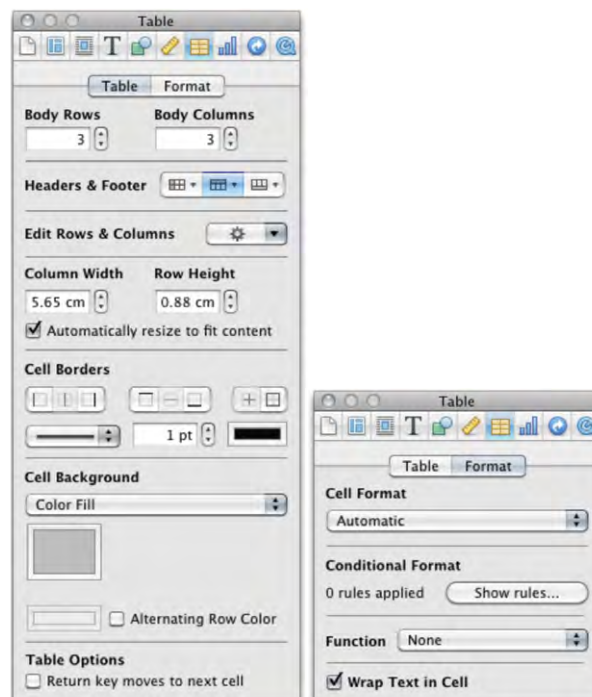 Table
T
Table Format
Body Rows Body Columns
3 3
Headers & Footer
Edit Rows & Columns
Column Width Row Height
5.65 cm 0.88 cm
Automatically resize to fit content
Cell Borders
1 pt
Cell Background
Color Fill
Alternating Row Color
Table Options
Return key moves to next cell
Table
T
Table Format
Cell Format
Automatic
Conditional Format
0 rules applied Show rules...
Function None
Wrap Text in Cell